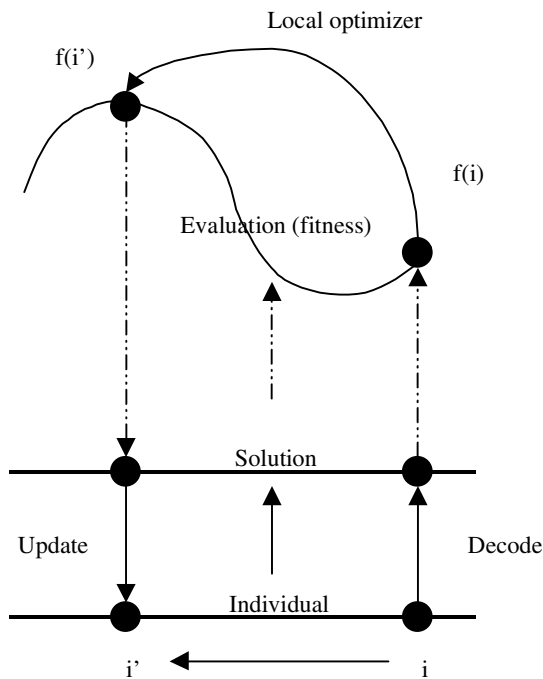 Local optimizer
f(i’)
f(i)
Evaluation (fitness)
Solution
Update
Decode
Individual
i’
i